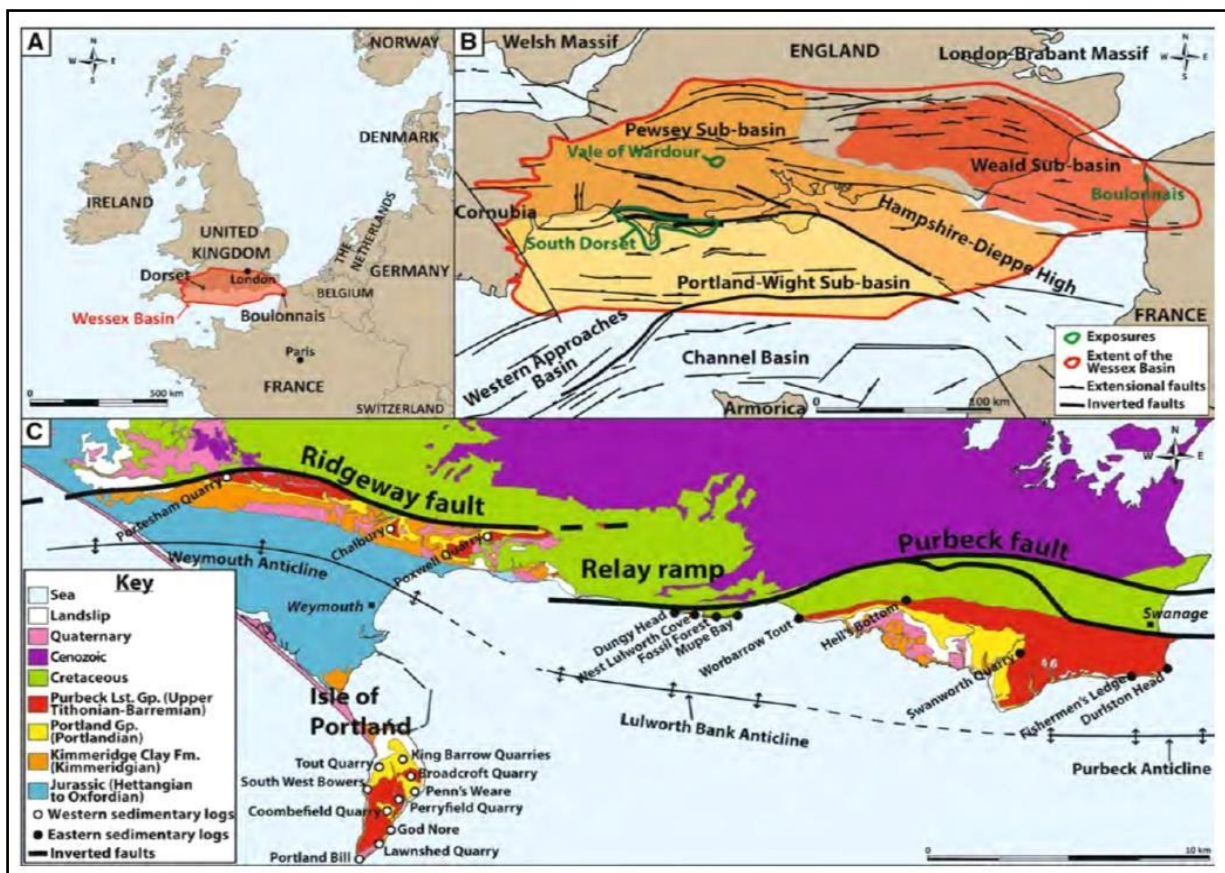 A
N
W
E
S
NORWAY
DENMARK
IRELAND
UNITED
KINGDOM
THE
NETHERLANDS
GERMANY
Dorset
London
BELGIUM
Wessex Basin
Boulonnais
Paris
FRANCE
0
500 km
SWITZERLAND
B
Welsh Massif
ENGLAND
London-Brabant Massif
N
W
E
S
Pewsey Sub-basin
Vale of Wardour
Weald Sub-basin
Boulonnais
Cornubia
South Dorset
Hampshire-Dieppe High
Portland-Wight Sub-basin
FRANCE
Western Approaches
Basin
Channel Basin
Armorica
0
100 km
Exposures
Extent of the
Wessex Basin
Extensional faults
Inverted faults
C
N
W
E
S
Ridgeway fault
Portesham Quarry
Chalbury
Poxwell Quarry
Weymouth Anticline
Weymouth
Relay ramp
Purbeck fault
Swanage
Dungy Head
West Lulworth Cove
Fossil Forest
Mupe Bay
Worbarrow Tout
Hell's Bottom
Swanworth Quarry
Fishermen's Ledge
Durlston Head
Lulworth Bank Anticline
Purbeck Anticline
Isle of
Portland
Tout Quarry
King Barrow Quarries
South West Bowers
Broadcroft Quarry
Penn's Weare
Coombefield Quarry
Perryfield Quarry
God Nore
Portland Bill
Lawnshed Quarry
Key
Sea
Landslip
Quaternary
Cenozoic
Cretaceous
Purbeck Lst. Gp. (Upper
Tithonian-Barremian)
Portland Gp.
(Portlandian)
Kimmeridge Clay Fm.
(Kimmeridgian)
Jurassic (Hettangian
to Oxfordian)
Western sedimentary logs
Eastern sedimentary logs
Inverted faults
0
10 km